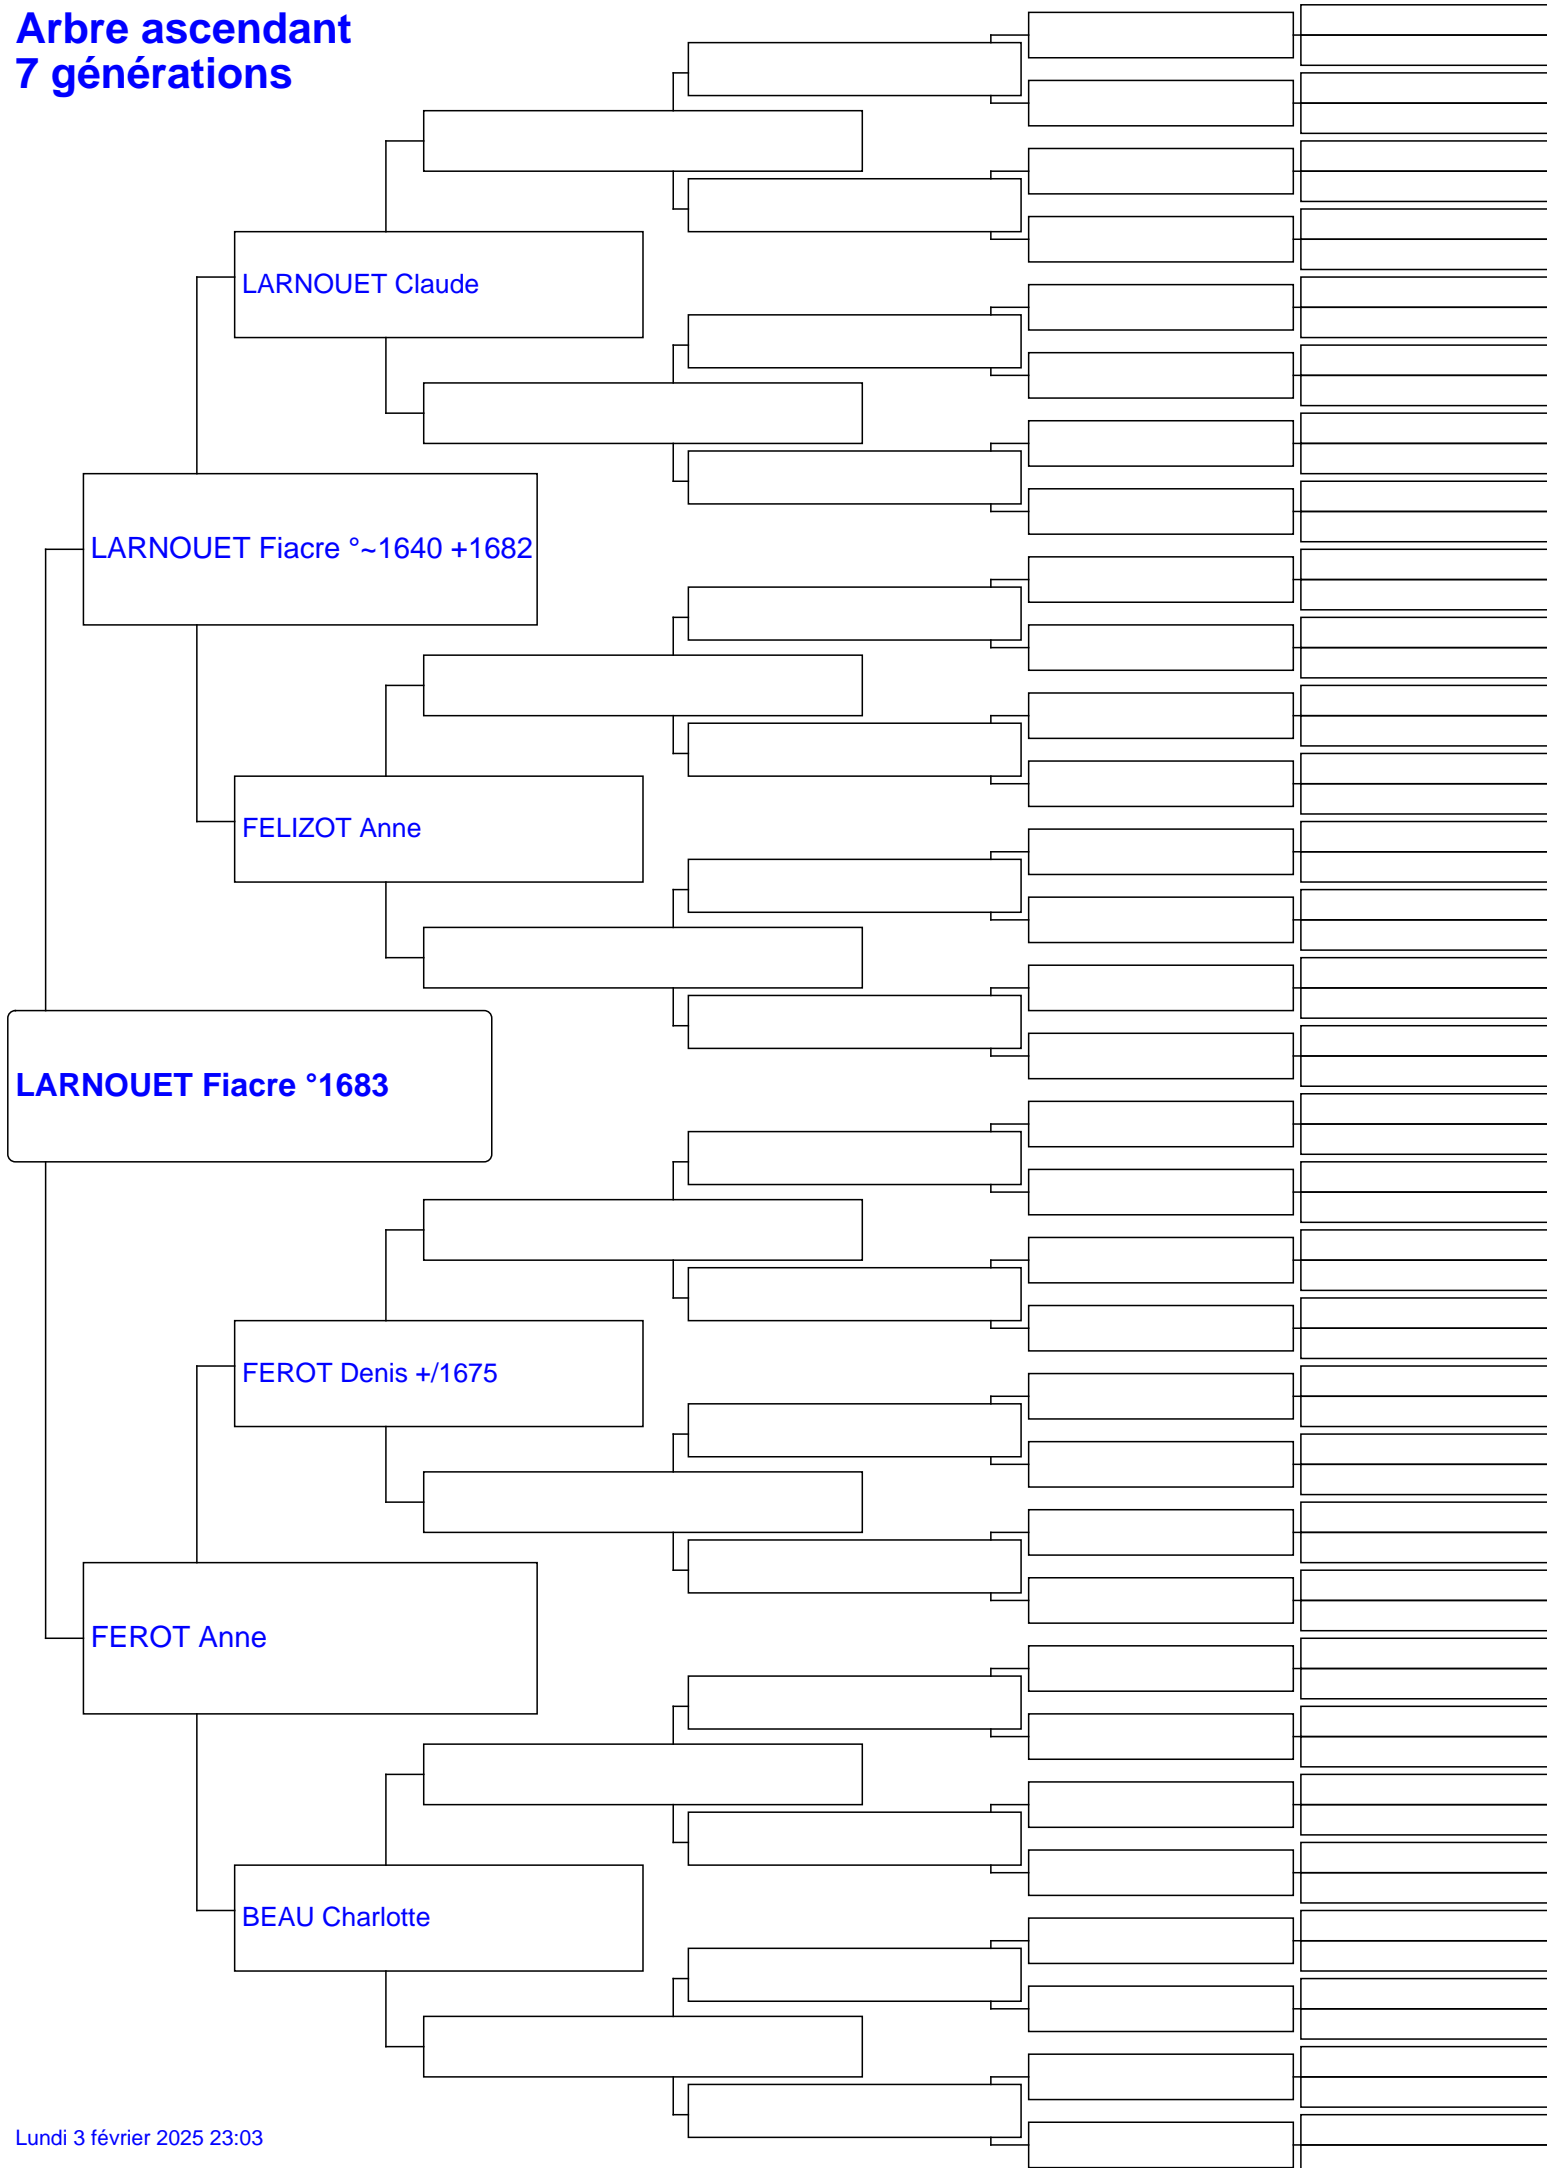 Arbre ascendant
7 générations
LARNOUET Claude
LARNOUET Fiacre °~1640 +1682
FELIZOT Anne
LARNOUET Fiacre °1683
FEROT Denis +/1675
FEROT Anne
BEAU Charlotte
Lundi 3 février 2025 23:03